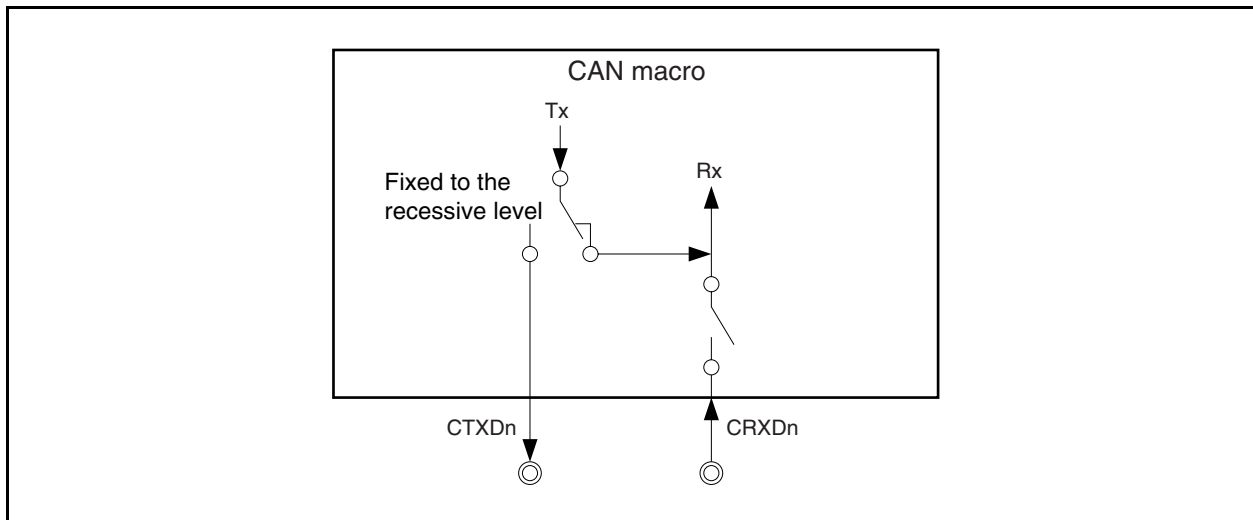 CAN macro
Tx
Rx
Fixed to the
recessive level
CTXDn
CRXDn